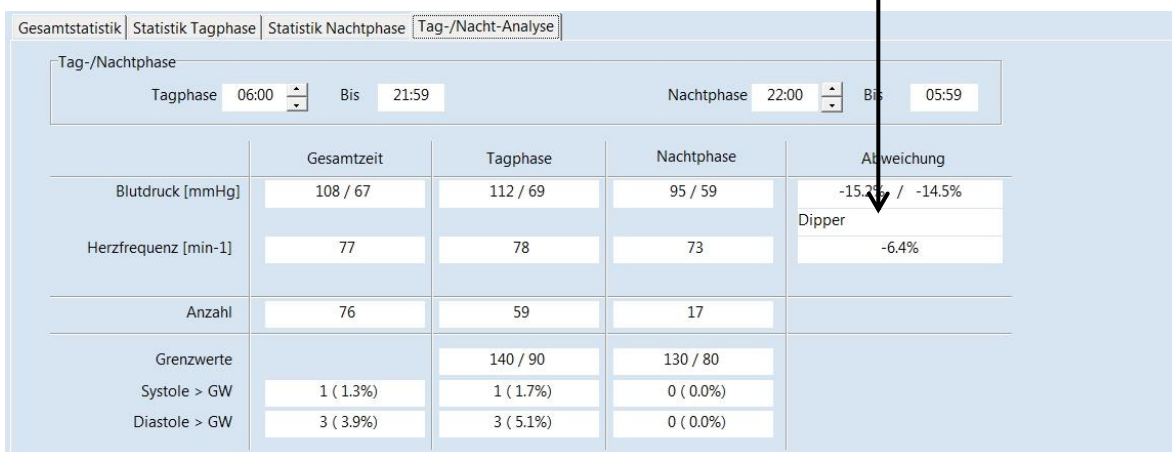 Gesamtstatistik Statistik Tagphase Statistik Nachtphase Tag-/Nacht-Analyse
Tag-/Nachtphase
Tagphase 06:00 Bis 21:59 Nachtphase 22:00 Bis 05:59
Gesamtzeit Tagphase Nachtphase Abweichung
Blutdruck [mmHg] 108 / 67 112 / 69 95 / 59 -15.2% / -14.5%
Dipper
Herzfrequenz [min-1] 77 78 73 -6.4%
Anzahl 76 59 17
Grenzwerte 140 / 90 130 / 80
Systole > GW 1 ( 1.3%) 1 ( 1.7%) 0 ( 0.0%)
Diastole > GW 3 ( 3.9%) 3 ( 5.1%) 0 ( 0.0%)